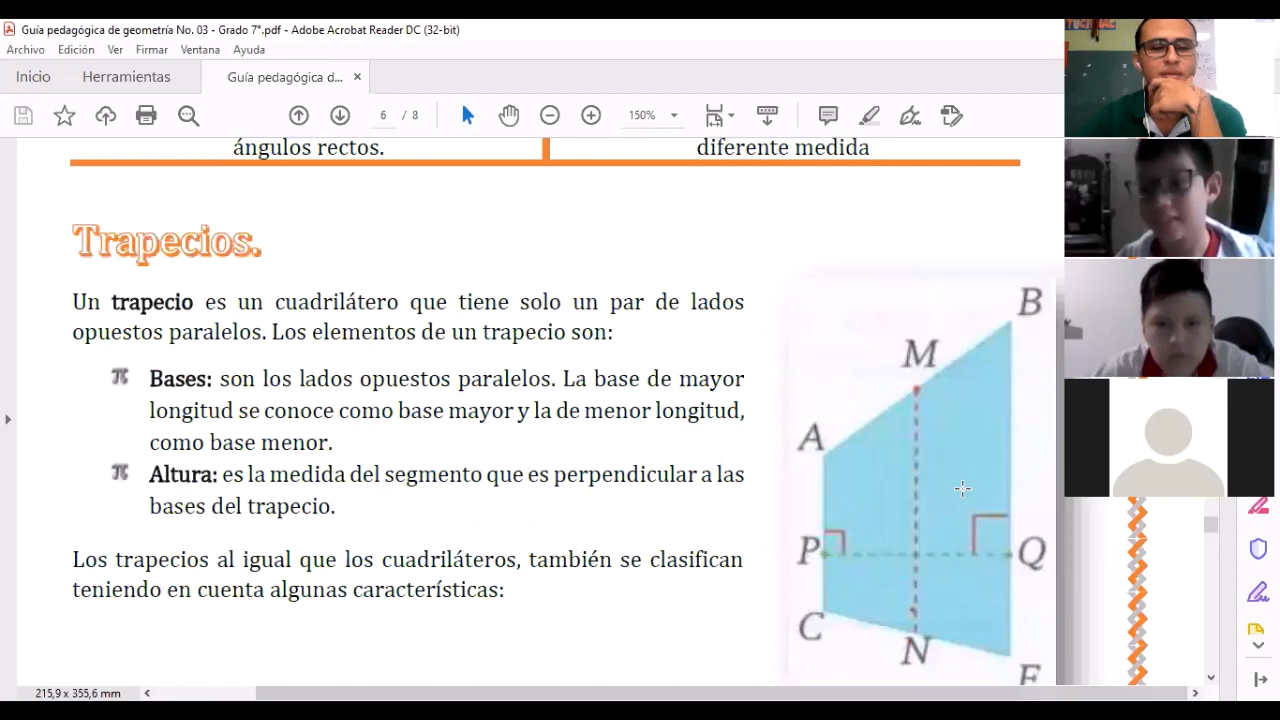 Guía pedagógica de geometría No. 03 - Grado 7°.pdf - Adobe Acrobat Reader DC (32-bit)
Archivo Edición Ver Firmar Ventana Ayuda
Inicio Herramientas Guía pedagógica d... ×
6 / 8 150%
ángulos rectos. diferente medida
Trapecios.
Un trapecio es un cuadrilátero que tiene solo un par de lados
opuestos paralelos. Los elementos de un trapecio son:
Bases: son los lados opuestos paralelos. La base de mayor
longitud se conoce como base mayor y la de menor longitud,
como base menor.
Altura: es la medida del segmento que es perpendicular a las
bases del trapecio.
Los trapecios al igual que los cuadriláteros, también se clasifican
teniendo en cuenta algunas características:
B
M
A
P Q
C
N
215,9 x 355,6 mm